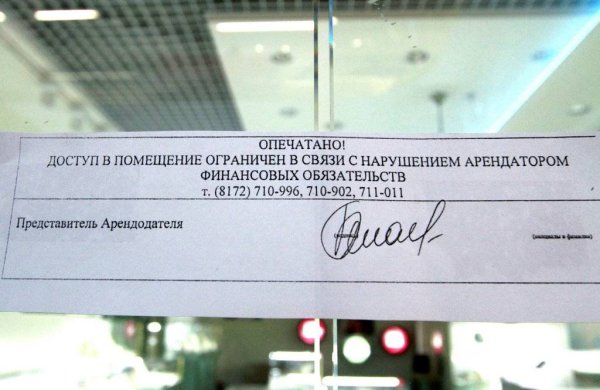 ОПЕЧАТАНО!
ДОСТУП В ПОМЕЩЕНИЕ ОГРАНИЧЕН В СВЯЗИ С НАРУШЕНИЕМ АРЕНДАТОРОМ
ФИНАНСОВЫХ ОБЯЗАТЕЛЬСТВ
т. (8172) 710-996, 710-902, 711-011
Представитель Арендодателя (инициалы и фамилия)